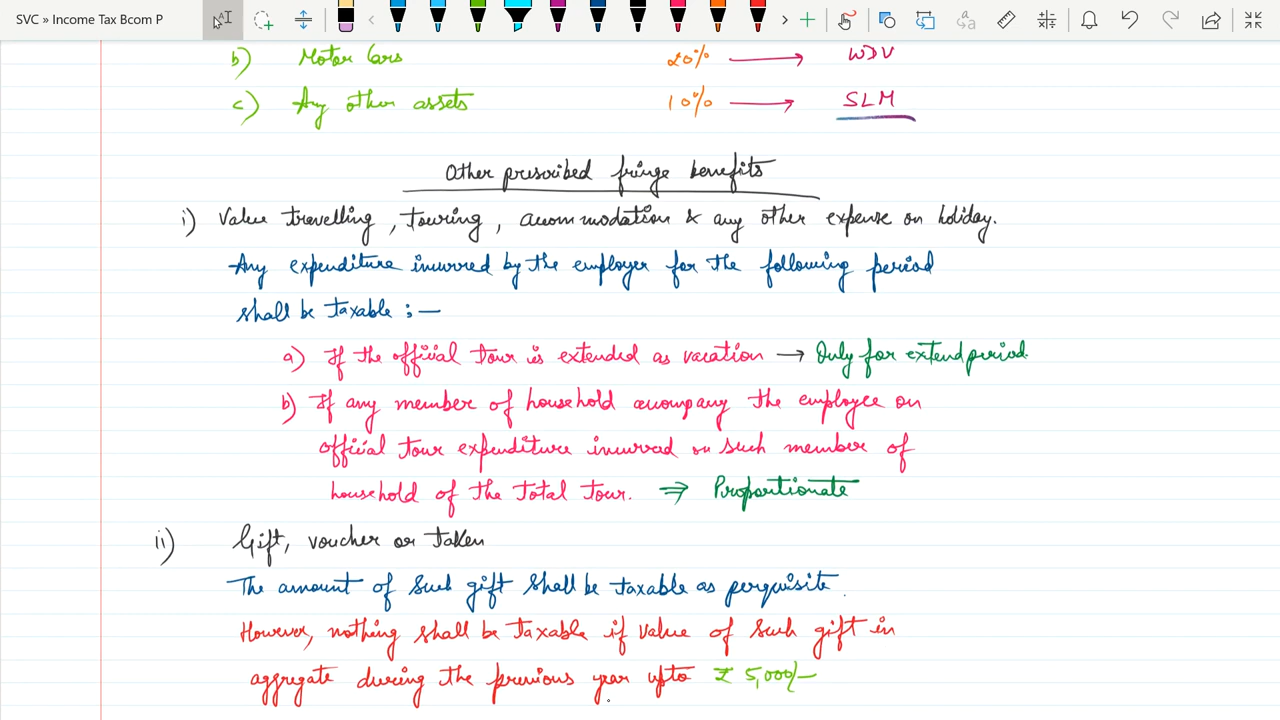 SVC » Income Tax Bcom P
b) Motor Cars 20% → WDV
c) Any other assets 10% → SLM
Other prescribed fringe benefits
i) Value travelling, Touring, accommodation & any other expense on holiday.
Any expenditure incurred by the employer for the following period
shall be taxable :—
a) If the official tour is extended as vacation → Only for extend period.
b) If any member of household accompany the employee on
official tour expenditure incurred on such member of
household of the total tour. ⇒ Proportionate
ii) Gift, voucher or taken
The amount of such gift shall be taxable as perquisite.
However, nothing shall be taxable if value of such gift in
aggregate during the previous year upto ₹ 5,000/-